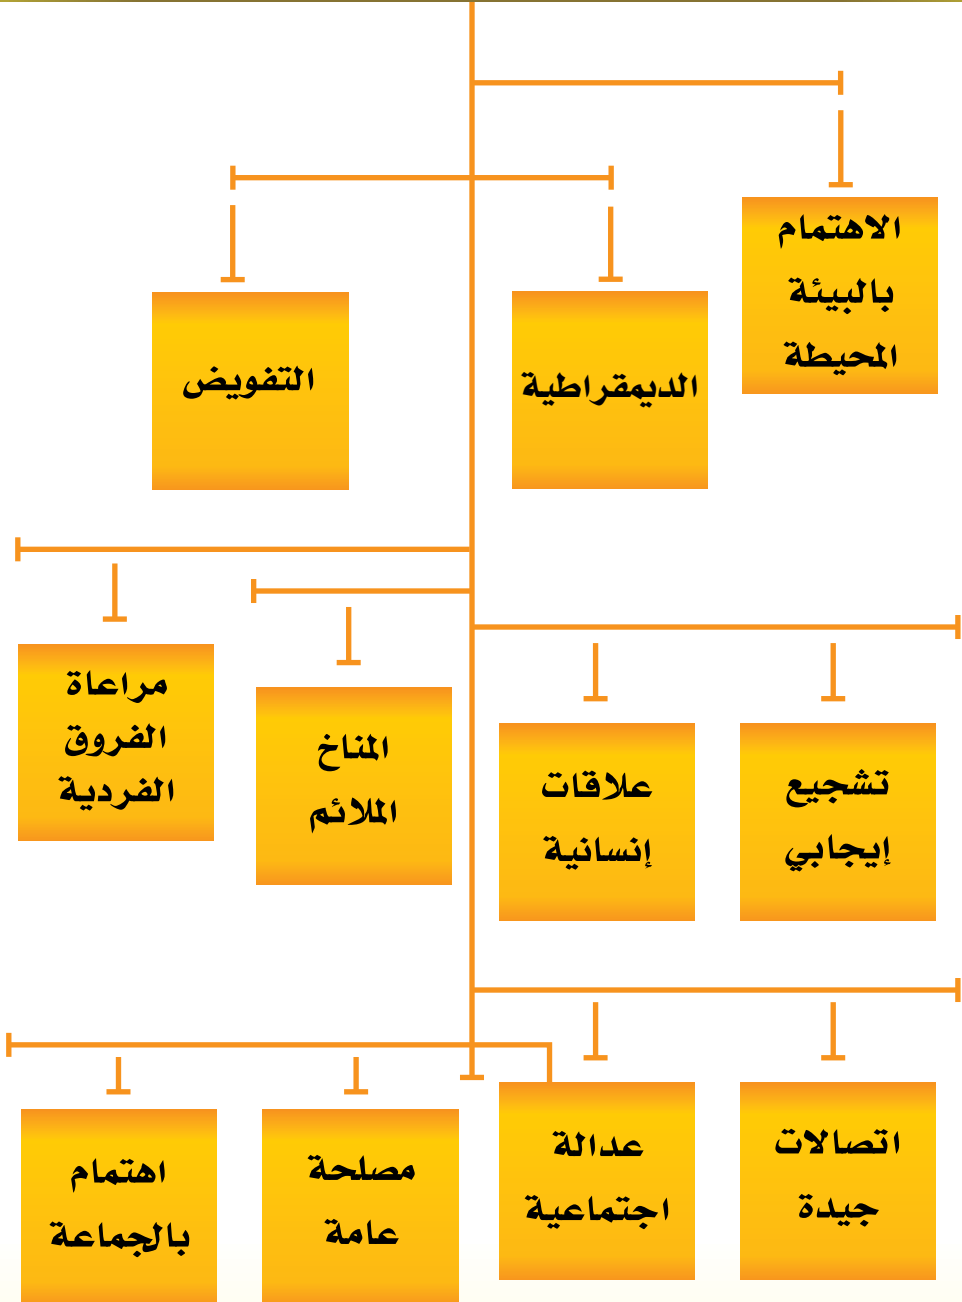 الاهتمام
بالبيئة
المحيطة
الديمقراطية
التفويض
تشجيع
إيجابي
علاقات
إنسانية
المناخ
الملائم
مراعاة
الفروق
الفردية
اتصالات
جيدة
عدالة
اجتماعية
مصلحة
عامة
اهتمام
بالجماعة